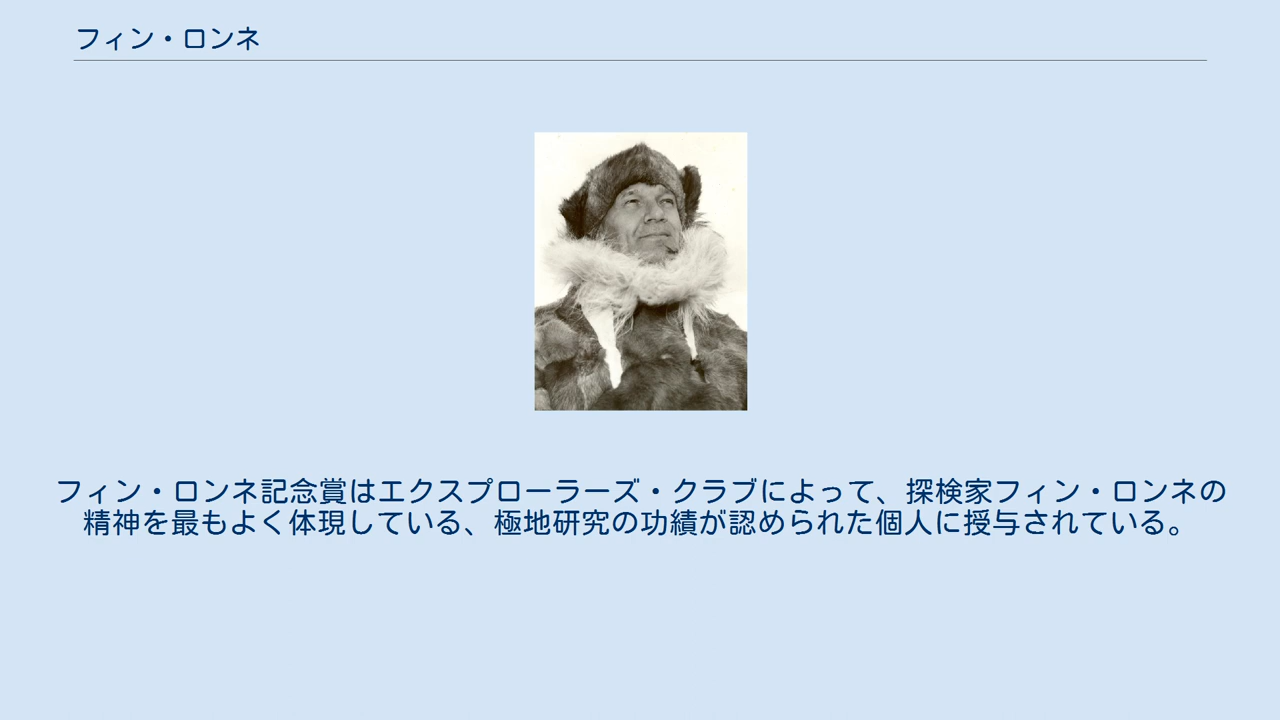 フィン・ロンネ
フィン・ロンネ記念賞はエクスプローラーズ・クラブによって、探検家フィン・ロンネの
精神を最もよく体現している、極地研究の功績が認められた個人に授与されている。